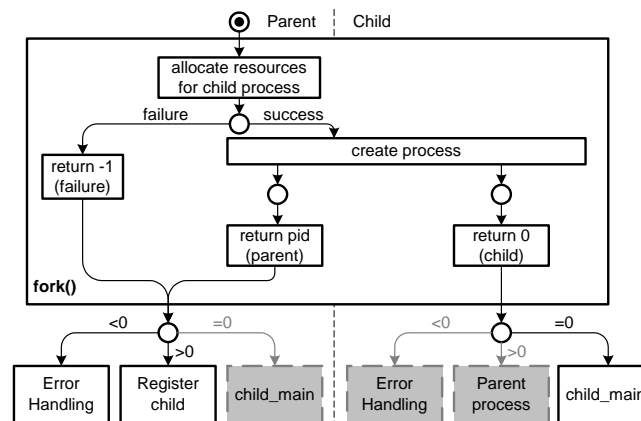 Parent
Child
allocate resources
for child process
failure
success
create process
return -1
(failure)
return pid
(parent)
return 0
(child)
fork()
<0
=0
>0
<0
=0
>0
Error
Handling
Register
child
child_main
Error
Handling
Parent
process
child_main